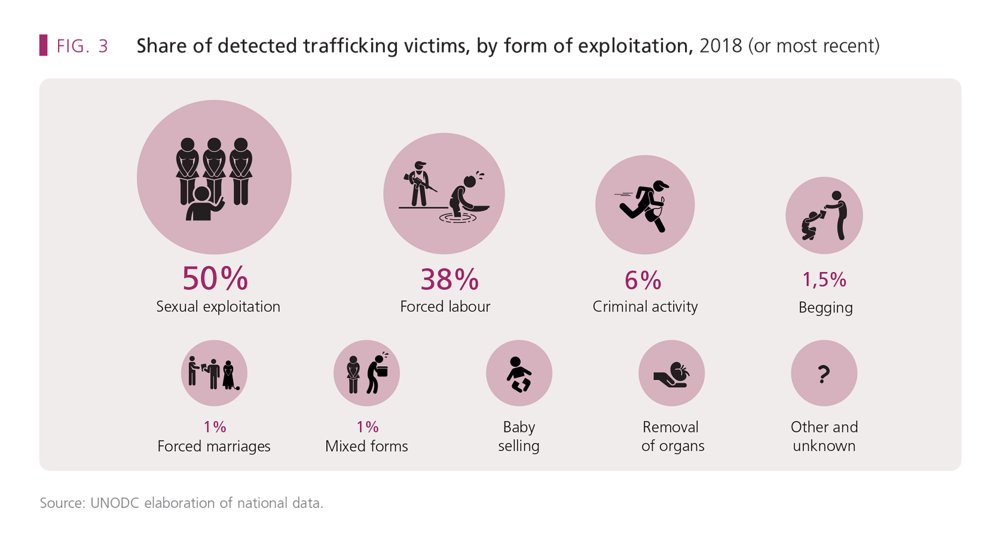 FIG. 3 Share of detected trafficking victims, by form of exploitation, 2018 (or most recent)
50% 38% 6% 1,5%
Sexual exploitation Forced labour Criminal activity Begging
1% 1% Baby Removal Other and
Forced marriages Mixed forms selling of organs unknown
?
Source: UNODC elaboration of national data.